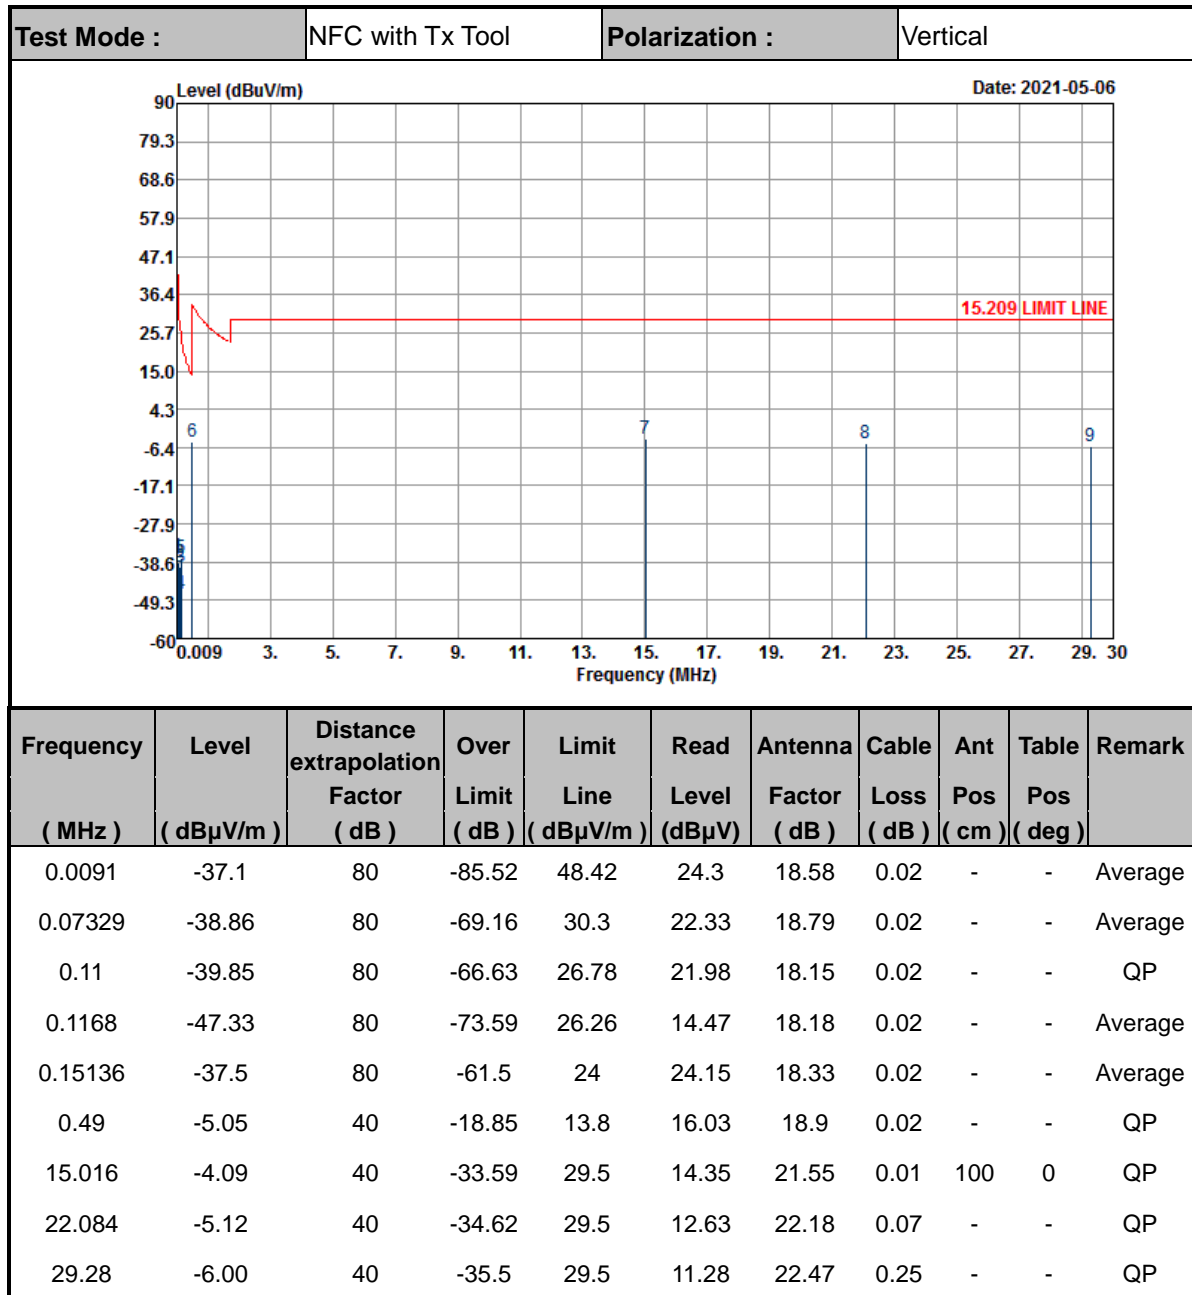 Test Mode : NFC with Tx Tool Polarization : Vertical
Level (dBuV/m) Date: 2021-05-06
90
79.3
68.6
57.9
47.1
36.4
15.209 LIMIT LINE
25.7
15.0
4.3
6 7 8 9
-6.4
-17.1
-27.9
-38.6
-49.3
-60
0.009 3. 5. 7. 9. 11. 13. 15. 17. 19. 21. 23. 25. 27. 29. 30
Frequency (MHz)
Frequency Level Distance extrapolation Over Limit Read Antenna Cable Ant Table Remark
Factor Limit Line Level Factor Loss Pos Pos
( MHz ) ( dBμV/m ) ( dB ) ( dB ) ( dBμV/m ) (dBμV) ( dB ) ( dB ) ( cm ) ( deg )
0.0091 -37.1 80 -85.52 48.42 24.3 18.58 0.02 - - Average
0.07329 -38.86 80 -69.16 30.3 22.33 18.79 0.02 - - Average
0.11 -39.85 80 -66.63 26.78 21.98 18.15 0.02 - - QP
0.1168 -47.33 80 -73.59 26.26 14.47 18.18 0.02 - - Average
0.15136 -37.5 80 -61.5 24 24.15 18.33 0.02 - - Average
0.49 -5.05 40 -18.85 13.8 16.03 18.9 0.02 - - QP
15.016 -4.09 40 -33.59 29.5 14.35 21.55 0.01 100 0 QP
22.084 -5.12 40 -34.62 29.5 12.63 22.18 0.07 - - QP
29.28 -6.00 40 -35.5 29.5 11.28 22.47 0.25 - - QP